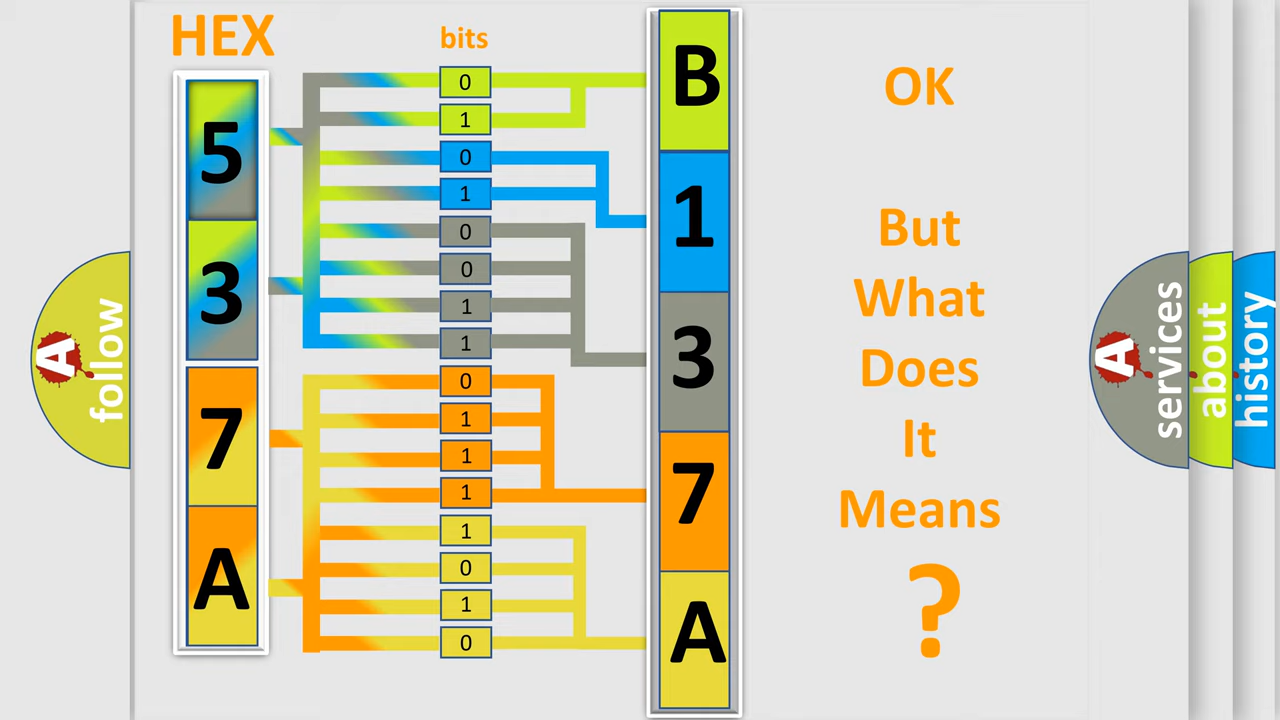 HEX
bits
5
3
7
A
0
1
0
1
0
0
1
1
0
1
1
1
1
0
1
0
B
1
3
7
A
OK
But
What
Does
It
Means
?
A
follow
A
services
about
history